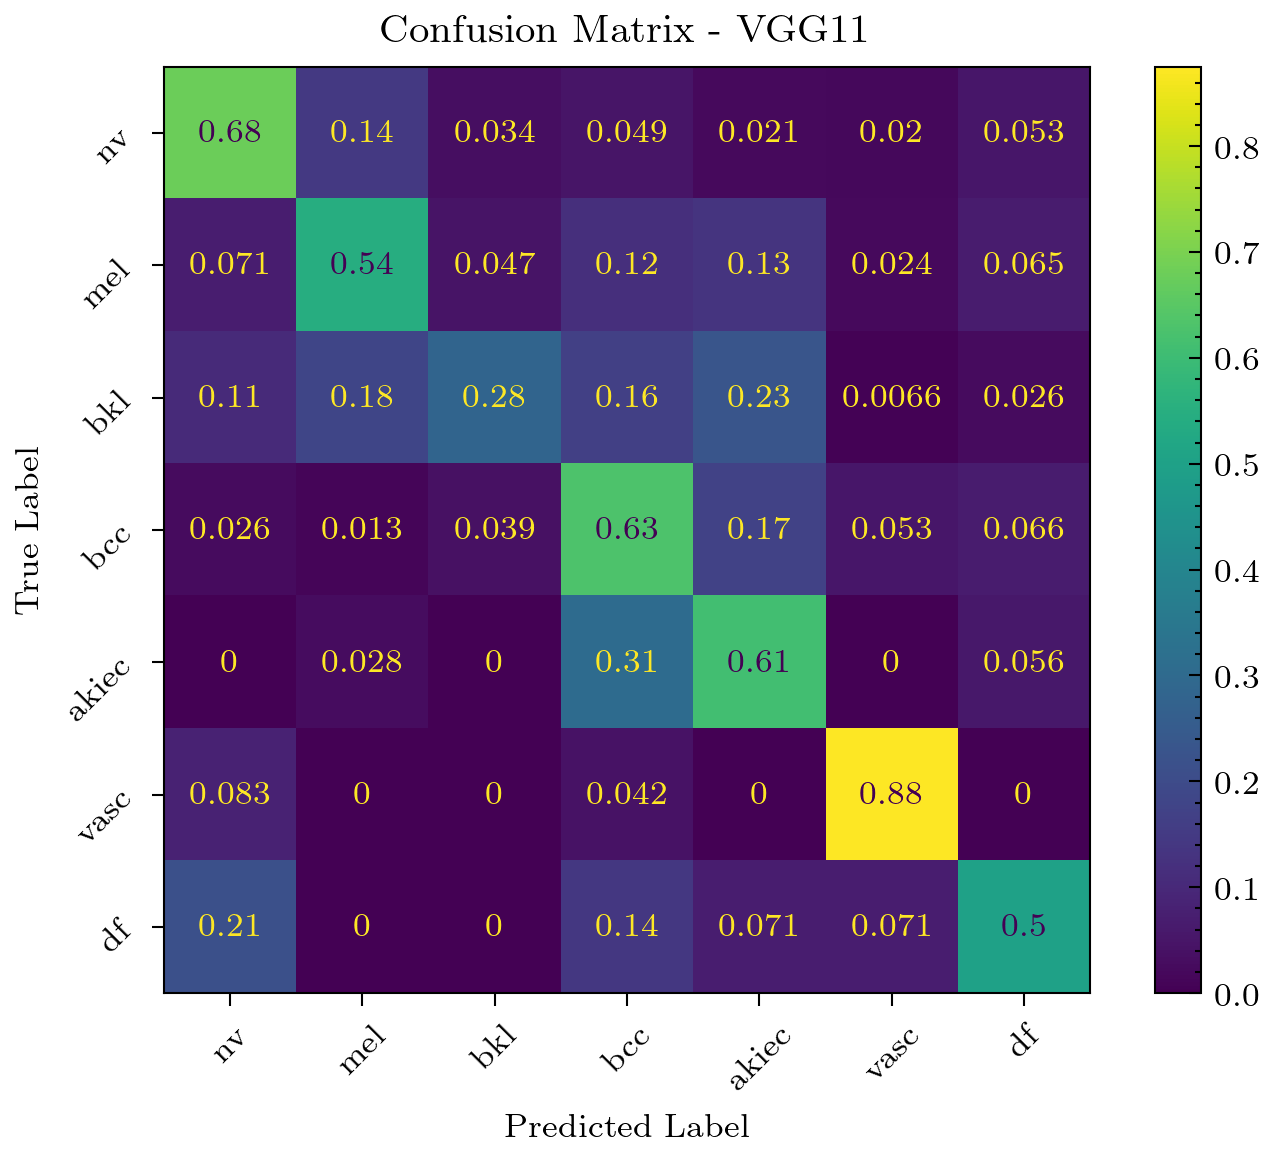 Confusion Matrix - VGG11
True Label
nv 0.68 0.14 0.034 0.049 0.021 0.02 0.053
mel 0.071 0.54 0.047 0.12 0.13 0.024 0.065
bkl 0.11 0.18 0.28 0.16 0.23 0.0066 0.026
bcc 0.026 0.013 0.039 0.63 0.17 0.053 0.066
akiec 0 0.028 0 0.31 0.61 0 0.056
vasc 0.083 0 0 0.042 0 0.88 0
df 0.21 0 0 0.14 0.071 0.071 0.5
nv mel bkl bcc akiec vasc df
Predicted Label
0.8
0.7
0.6
0.5
0.4
0.3
0.2
0.1
0.0